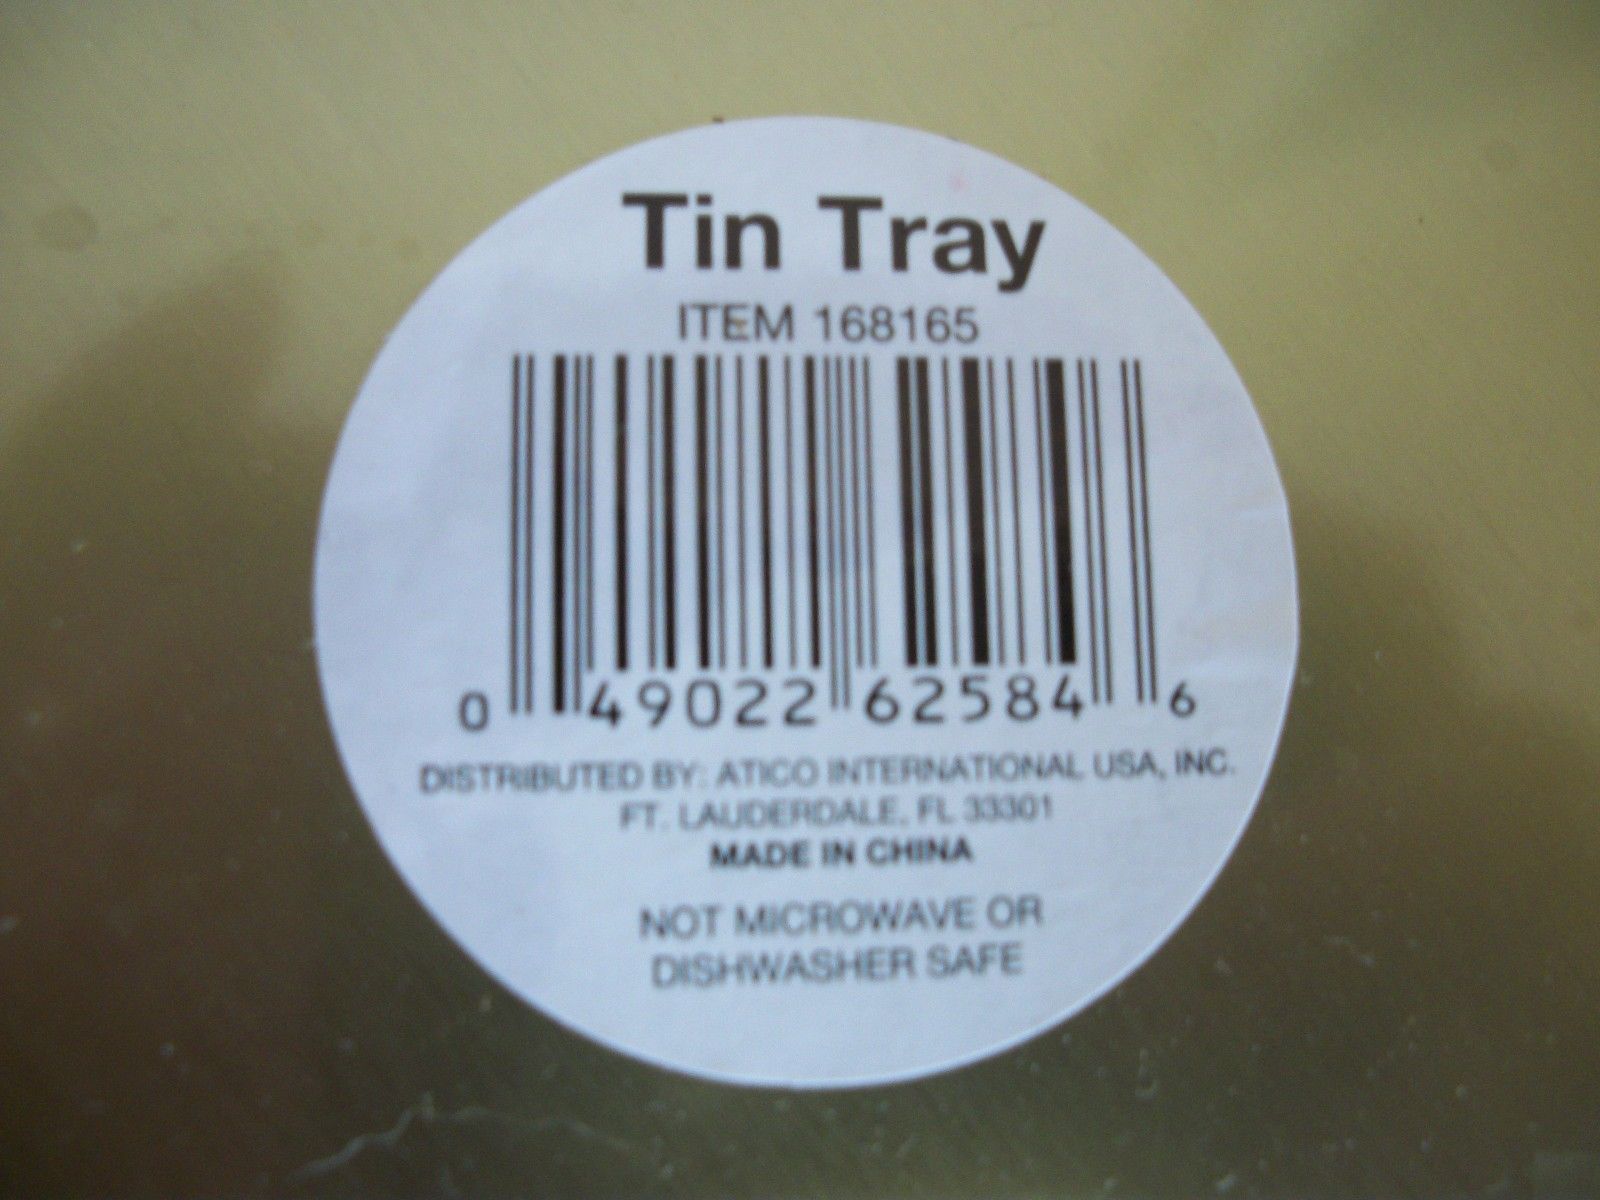 Tin Tray
ITEM 168165
0 49022 62584 6
DISTRIBUTED BY: ATICO INTERNATIONAL USA, INC.
FT. LAUDERDALE, FL 33301
MADE IN CHINA
NOT MICROWAVE OR
DISHWASHER SAFE